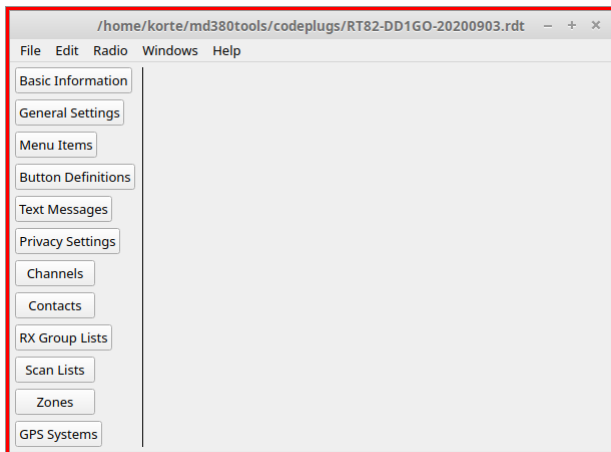 /home/korte/md380tools/codeplugs/RT82-DD1GO-20200903.rdt
File Edit Radio Windows Help
Basic Information
General Settings
Menu Items
Button Definitions
Text Messages
Privacy Settings
Channels
Contacts
RX Group Lists
Scan Lists
Zones
GPS Systems